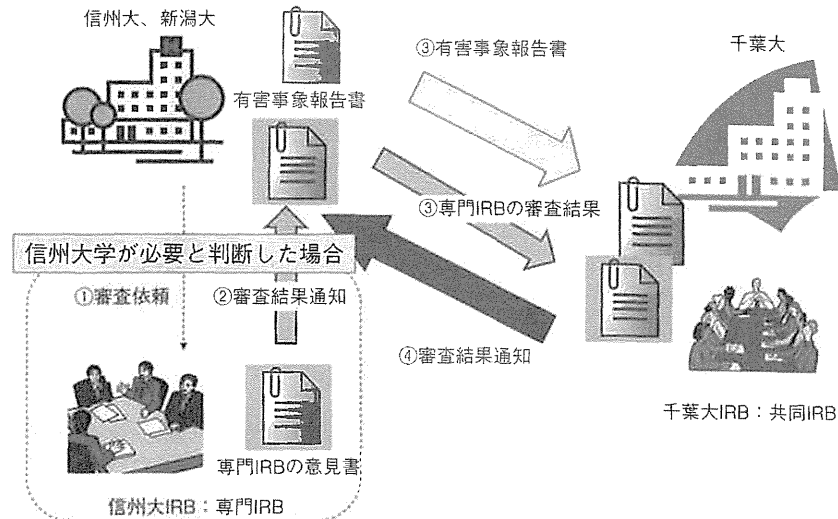 信州大、新潟大
有害事象報告書
③有害事象報告書
千葉大
③専門IRBの審査結果
信州大学が必要と判断した場合
①審査依頼
②審査結果通知
④審査結果通知
専門IRBの意見書
信州大IRB：専門IRB
千葉大IRB：共同IRB